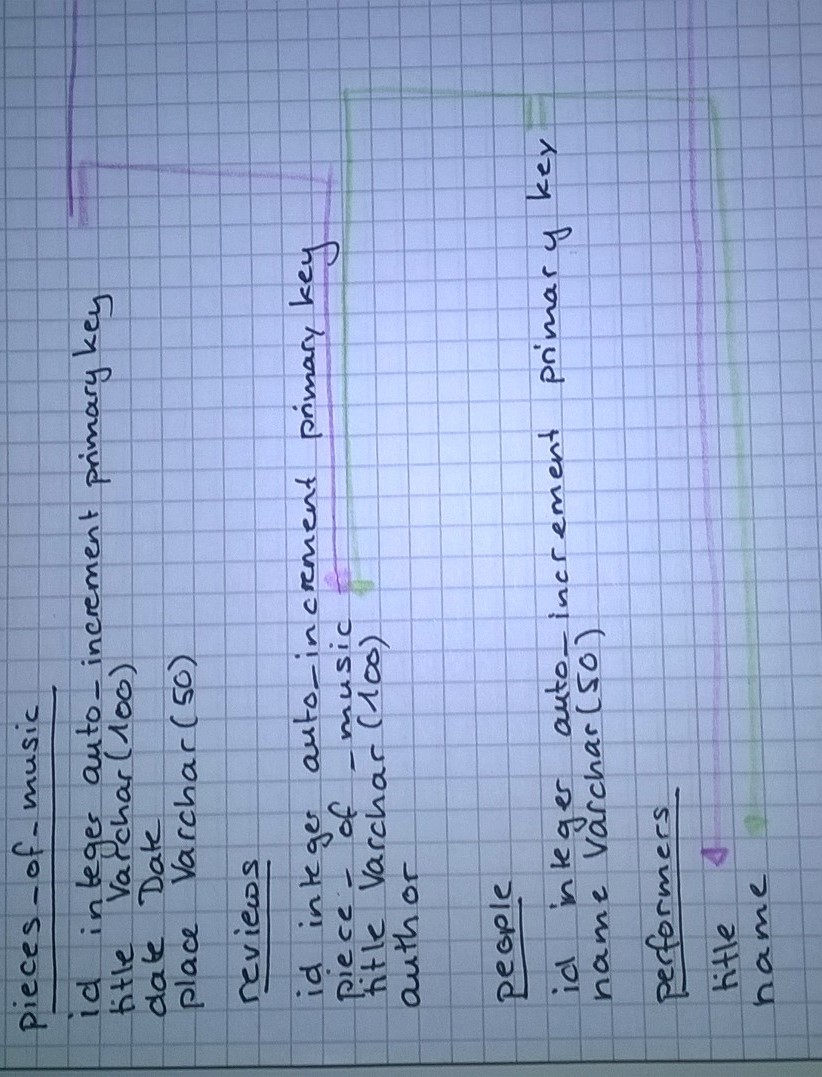 pieces_of_music
id integer auto_increment primary key
title Varchar(100)
date Date
place Varchar(50)
reviews
id integer auto_increment primary key
piece_of_music
title Varchar(100)
author
people
id integer auto_increment primary key
name Varchar(50)
performers
title
name